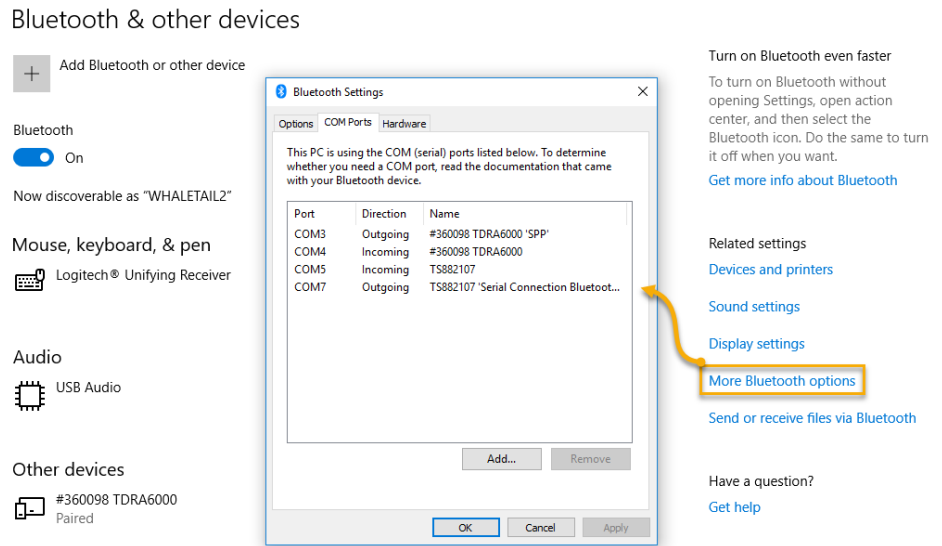 Bluetooth & other devices
Add Bluetooth or other device
Bluetooth
On
Now discoverable as “WHALETAIL2”
Mouse, keyboard, & pen
Logitech® Unifying Receiver
Audio
USB Audio
Other devices
#360098 TDRA6000
Paired
Bluetooth Settings
Options COM Ports Hardware
This PC is using the COM (serial) ports listed below. To determine
whether you need a COM port, read the documentation that came
with your Bluetooth device.
Port Direction Name
COM3 Outgoing #360098 TDRA6000 'SPP'
COM4 Incoming #360098 TDRA6000
COM5 Incoming TS882107
COM7 Outgoing TS882107 'Serial Connection Bluetoot...
Add... Remove
OK Cancel Apply
Turn on Bluetooth even faster
To turn on Bluetooth without
opening Settings, open action
center, and then select the
Bluetooth icon. Do the same to turn
it off when you want.
Get more info about Bluetooth
Related settings
Devices and printers
Sound settings
Display settings
More Bluetooth options
Send or receive files via Bluetooth
Have a question?
Get help